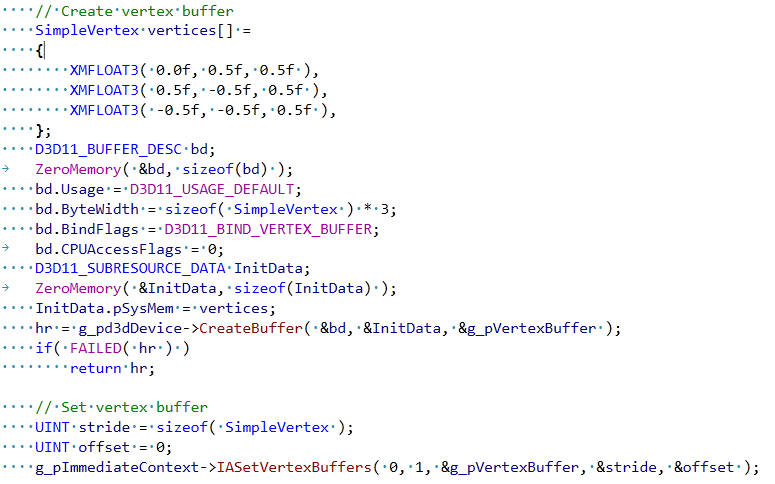 // Create vertex buffer
SimpleVertex vertices[] =
{
XMFLOAT3( 0.0f, 0.5f, 0.5f ),
XMFLOAT3( 0.5f, -0.5f, 0.5f ),
XMFLOAT3( -0.5f, -0.5f, 0.5f ),
};
D3D11_BUFFER_DESC bd;
ZeroMemory( &bd, sizeof(bd) );
bd.Usage = D3D11_USAGE_DEFAULT;
bd.ByteWidth = sizeof( SimpleVertex ) * 3;
bd.BindFlags = D3D11_BIND_VERTEX_BUFFER;
bd.CPUAccessFlags = 0;
D3D11_SUBRESOURCE_DATA InitData;
ZeroMemory( &InitData, sizeof(InitData) );
InitData.pSysMem = vertices;
hr = g_pd3dDevice->CreateBuffer( &bd, &InitData, &g_pVertexBuffer );
if( FAILED( hr ) )
return hr;
// Set vertex buffer
UINT stride = sizeof( SimpleVertex );
UINT offset = 0;
g_pImmediateContext->IASetVertexBuffers( 0, 1, &g_pVertexBuffer, &stride, &offset );